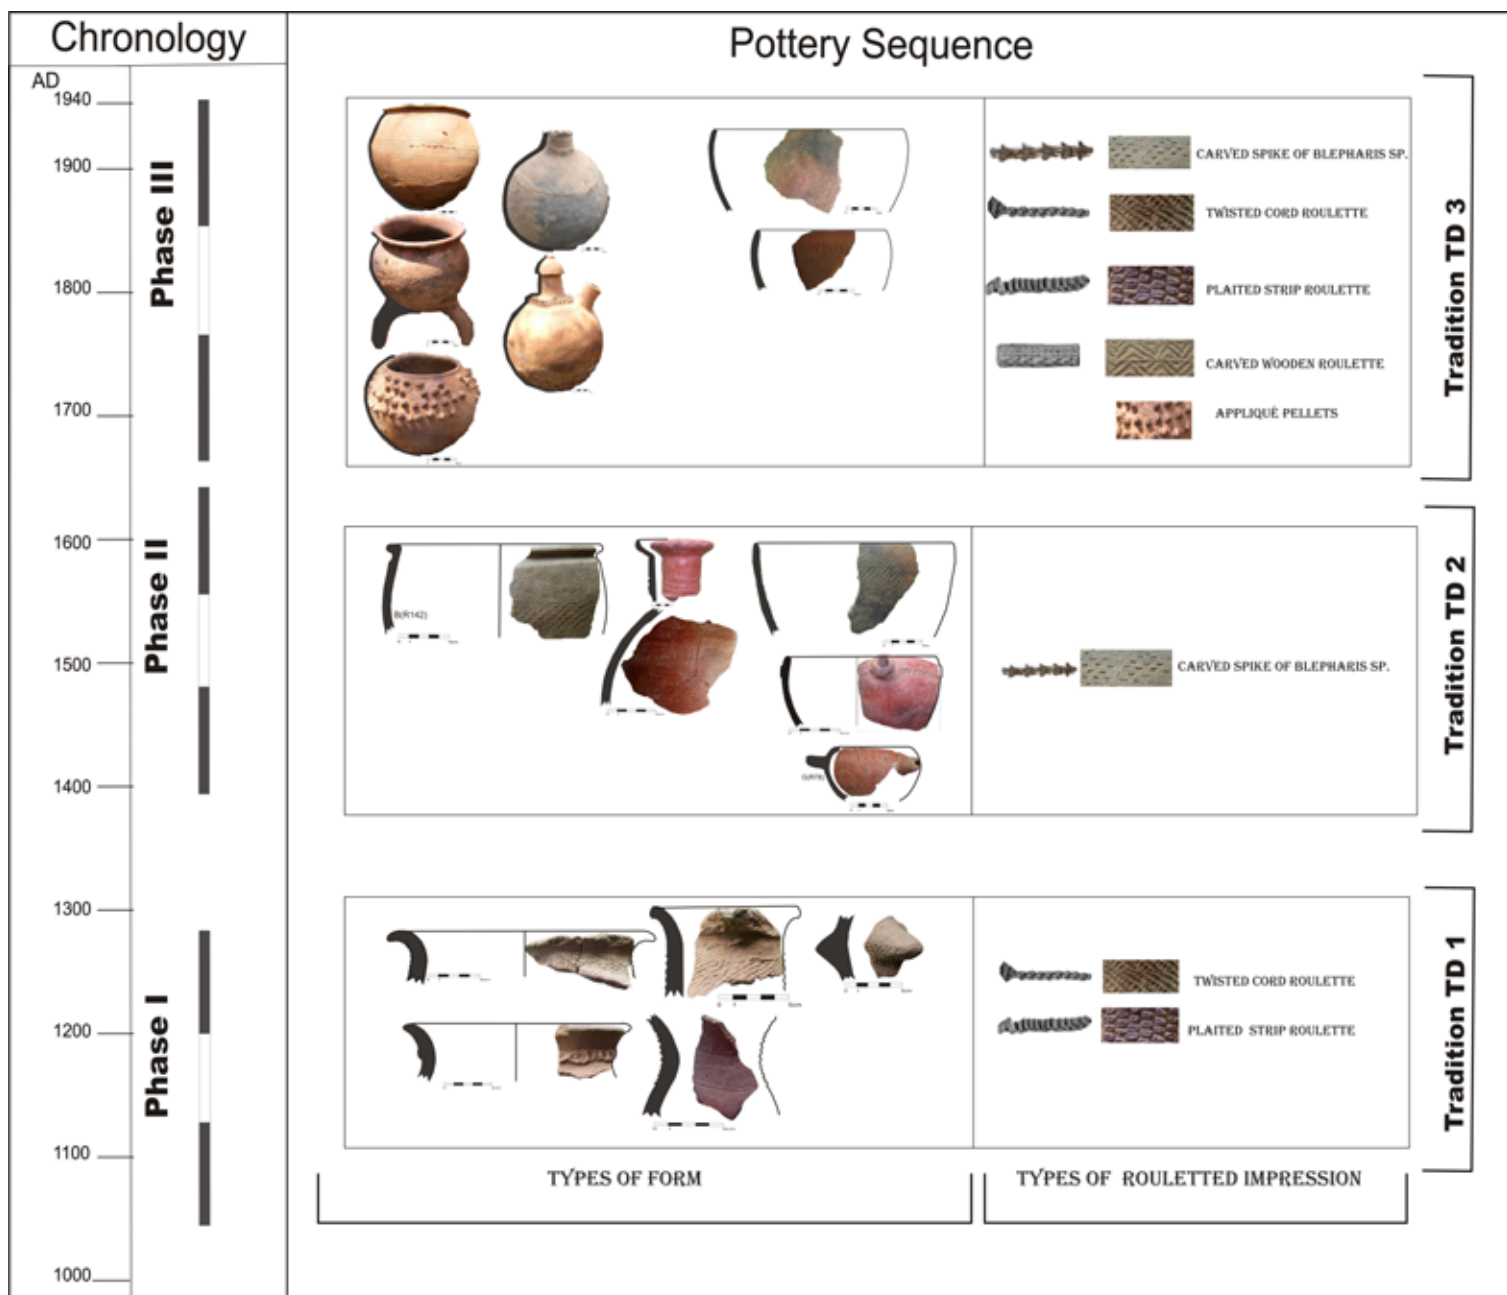 Chronology
Pottery Sequence
AD
1940
1900
1800
1700
1600
1500
1400
1300
1200
1100
1000
Phase III
Phase II
Phase I
CARVED SPIKE OF BLEPHARIS SP.
TWISTED CORD ROULETTE
PLAITED STRIP ROULETTE
CARVED WOODEN ROULETTE
APPLIQUÉ PELLETS
Tradition TD 3
B(R142)
CARVED SPIKE OF BLEPHARIS SP.
Tradition TD 2
TWISTED CORD ROULETTE
PLAITED STRIP ROULETTE
Tradition TD 1
TYPES OF FORM
TYPES OF ROULETTED IMPRESSION